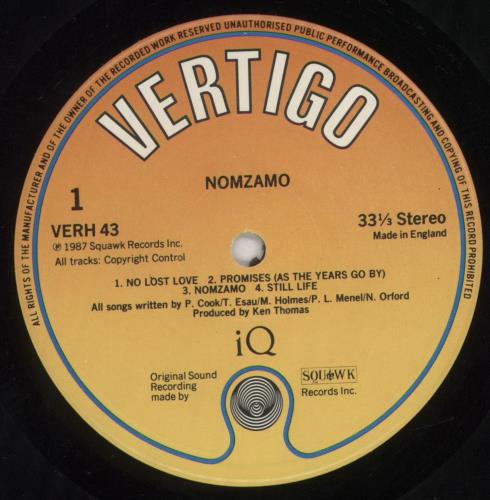 ALL RIGHTS OF THE MANUFACTURER AND OF THE OWNER OF THE RECORDED WORK RESERVED UNAUTHORISED PUBLIC PERFORMANCE BROADCASTING AND COPYING OF THIS RECORD PROHIBITED
VERTIGO
NOMZAMO
1
VERH 43
℗ 1987 Squawk Records Inc.
All tracks: Copyright Control
33⅓ Stereo
Made in England
1. NO LOST LOVE 2. PROMISES (AS THE YEARS GO BY)
3. NOMZAMO 4. STILL LIFE
All songs written by P. Cook/T. Esau/M. Holmes/P. L. Menel/N. Orford
Produced by Ken Thomas
iQ
Original Sound
Recording
made by
SQUAWK
Records Inc.